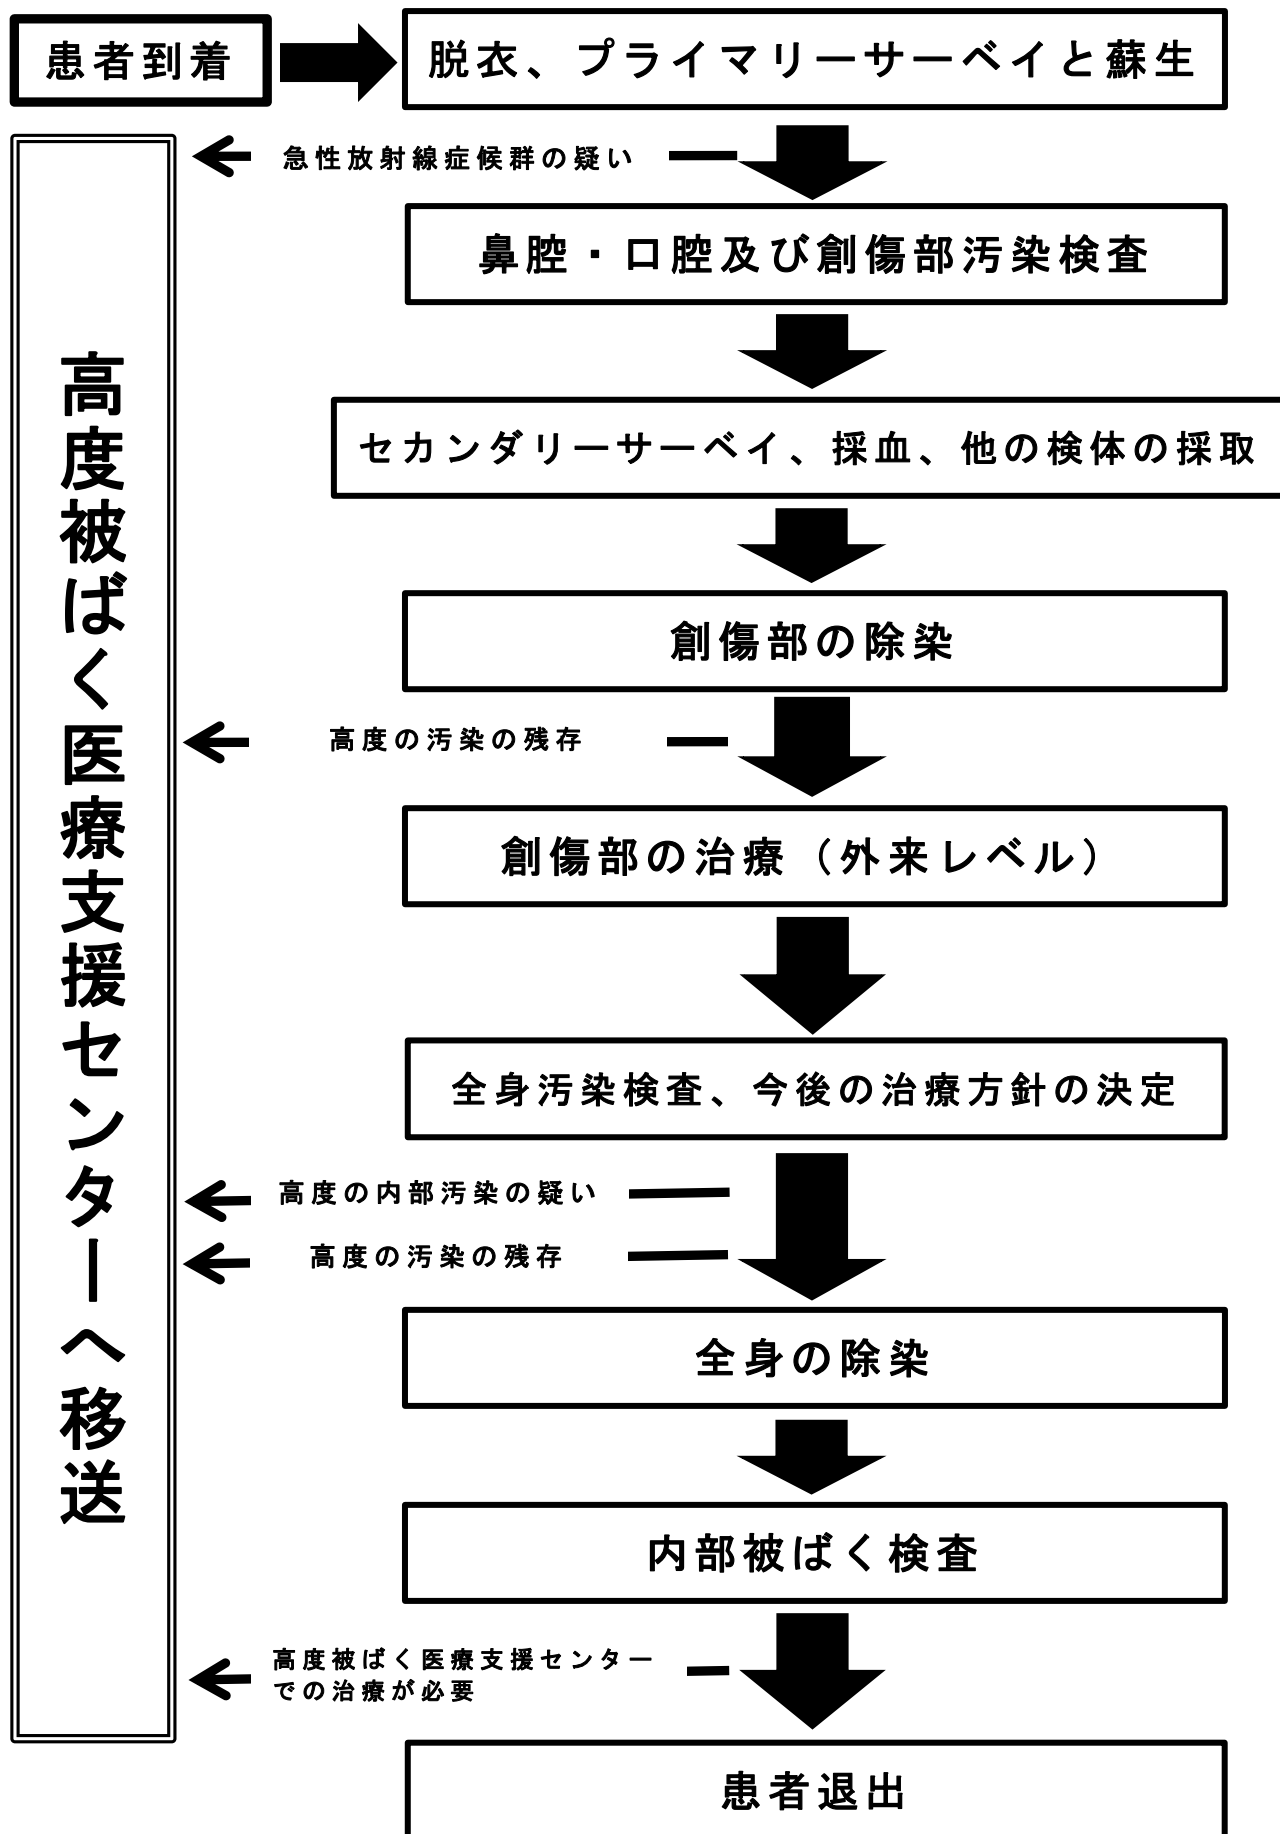 患者到着
脱衣、プライマリーサーベイと蘇生
急性放射線症候群の疑い
鼻腔・口腔及び創傷部汚染検査
セカンダリーサーベイ、採血、他の検体の採取
創傷部の除染
高度の汚染の残存
創傷部の治療（外来レベル）
全身汚染検査、今後の治療方針の決定
高度の内部汚染の疑い
高度の汚染の残存
全身の除染
内部被ばく検査
高度被ばく医療支援センター
での治療が必要
患者退出
高度被ばく医療支援センターへ移送